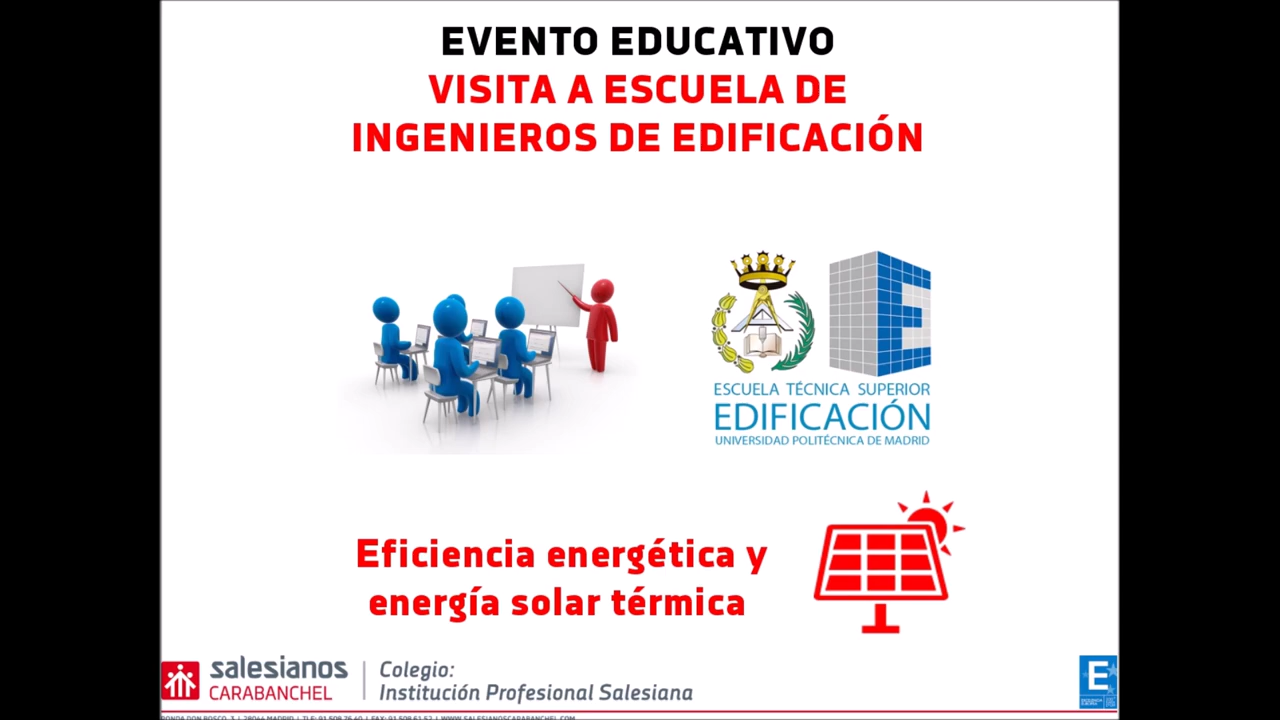 EVENTO EDUCATIVO
VISITA A ESCUELA DE
INGENIEROS DE EDIFICACIÓN
E
ESCUELA TÉCNICA SUPERIOR
EDIFICACIÓN
UNIVERSIDAD POLITÉCNICA DE MADRID
Eficiencia energética y
energía solar térmica
salesianos
CARABANCHEL
Colegio:
Institución Profesional Salesiana
E